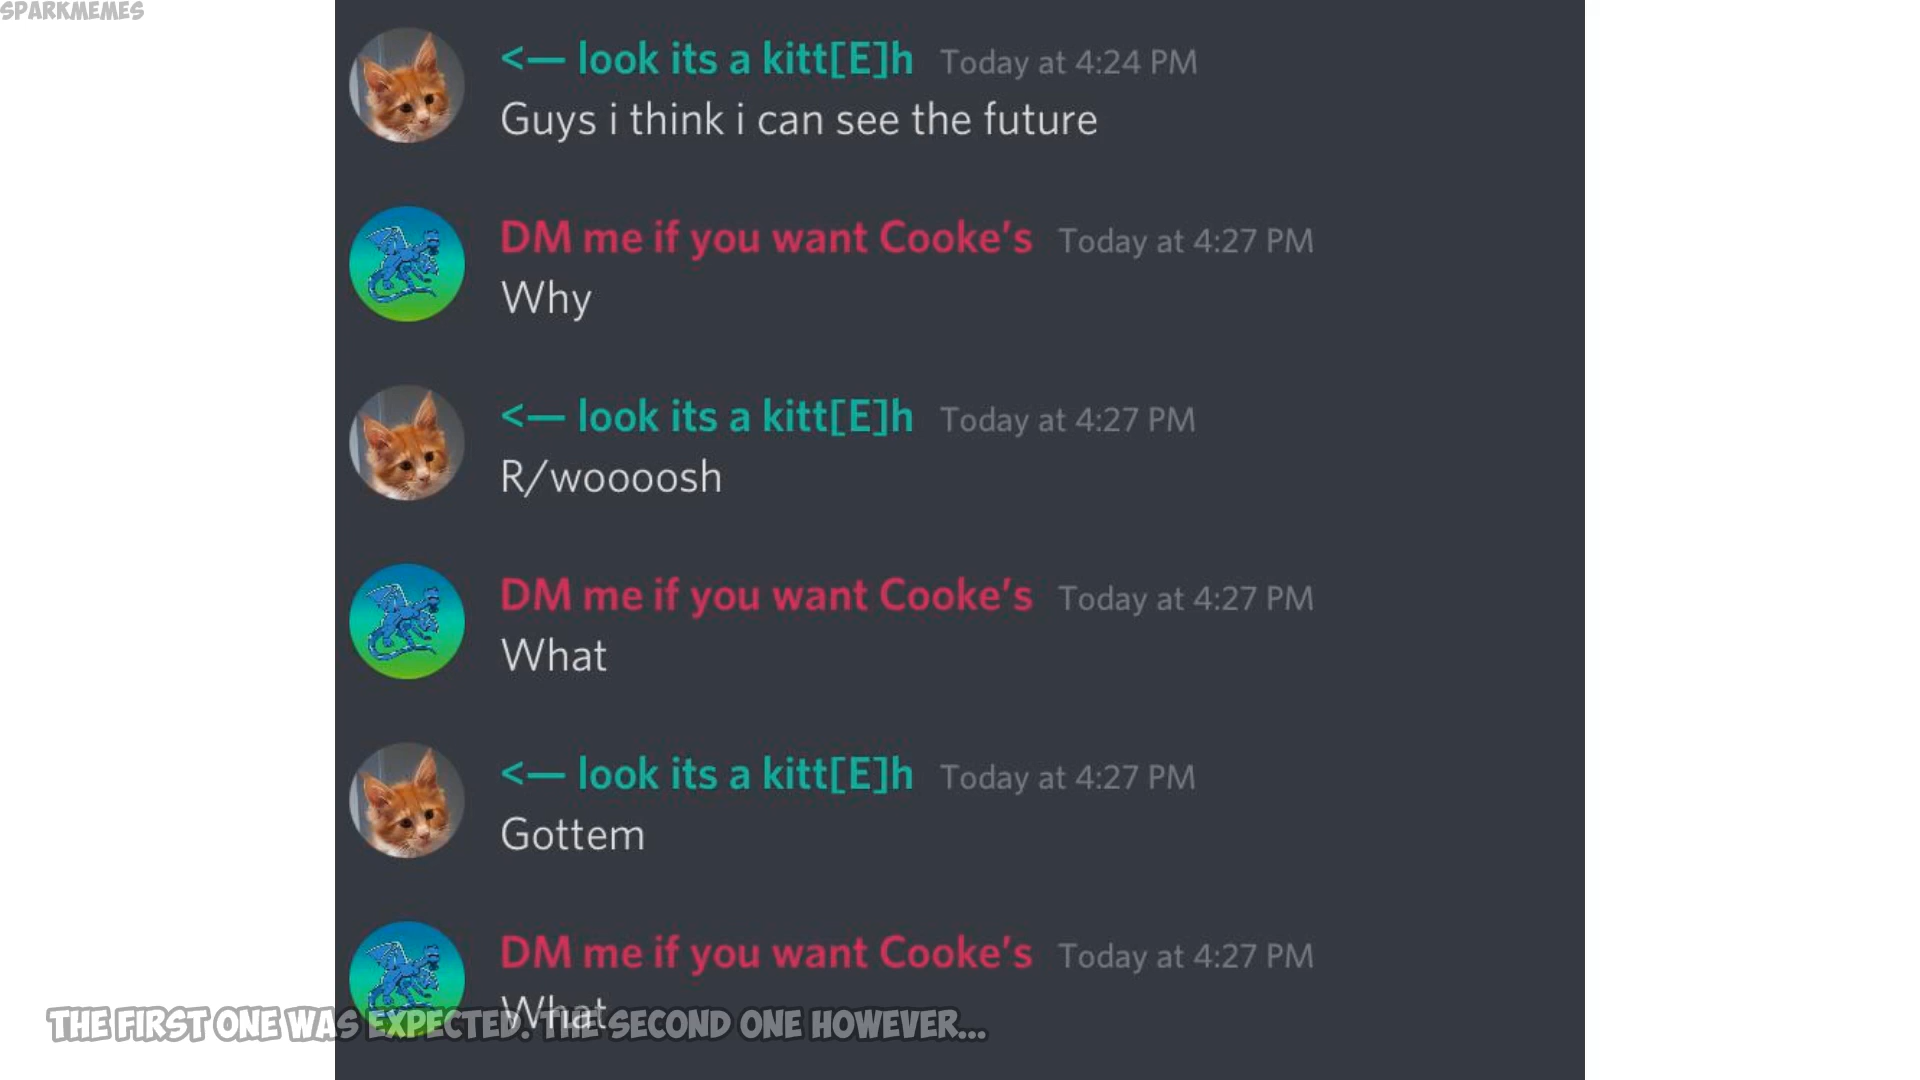 SPARKMEMES
<— look its a kitt[E]h Today at 4:24 PM
Guys i think i can see the future
DM me if you want Cooke's Today at 4:27 PM
Why
<— look its a kitt[E]h Today at 4:27 PM
R/woooosh
DM me if you want Cooke's Today at 4:27 PM
What
<— look its a kitt[E]h Today at 4:27 PM
Gottem
DM me if you want Cooke's Today at 4:27 PM
What
THE FIRST ONE WAS EXPECTED. THE SECOND ONE HOWEVER...